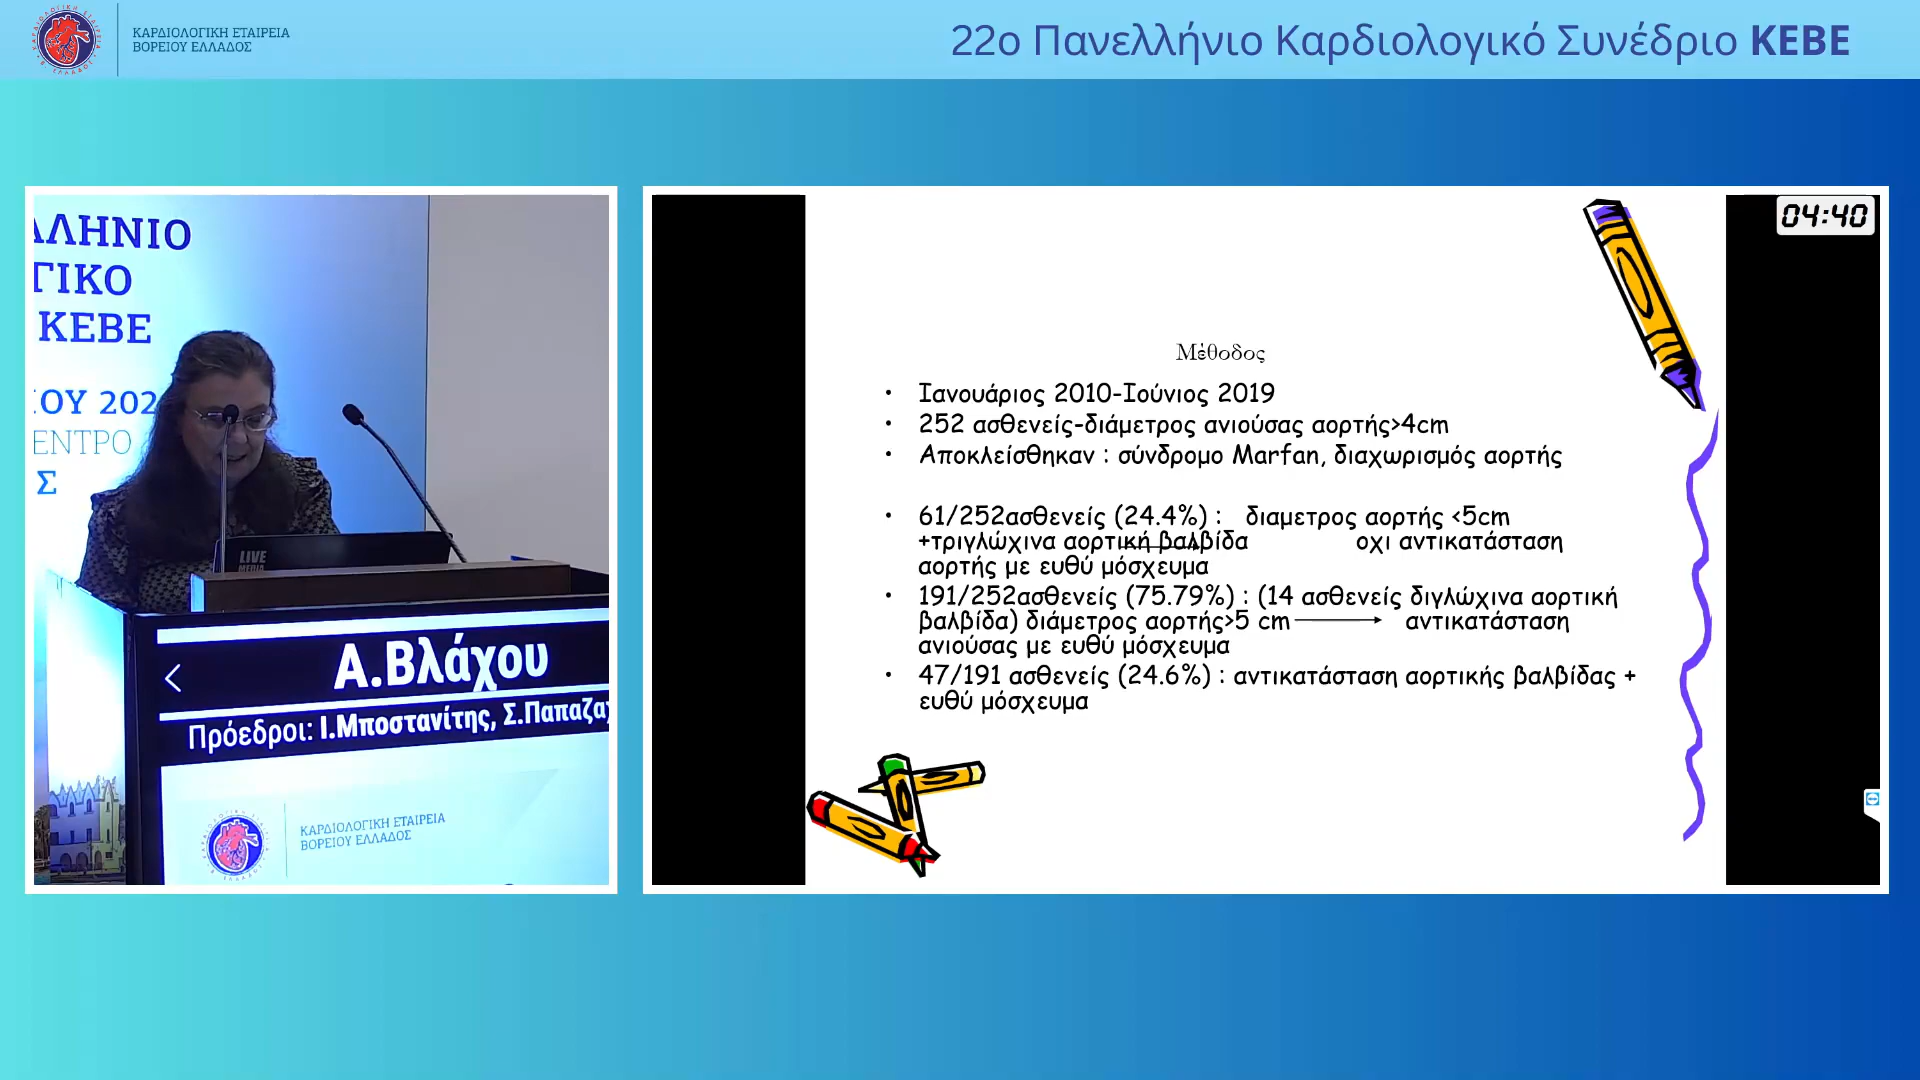 ΚΑΡΔΙΟΛΟΓΙΚΗ ΕΤΑΙΡΕΙΑ
ΒΟΡΕΙΟΥ ΕΛΛΑΔΟΣ
22ο Πανελλήνιο Καρδιολογικό Συνέδριο ΚΕΒΕ
ΛΛΗΝΙΟ
ΓΙΚΟ
ΚΕΒΕ
ΙΟΥ 202
ΕΝΤΡΟ
Σ
LIVE
MEDIA
Α.Βλάχου
Πρόεδροι: Ι.Μποστανίτης, Σ.Παπαζα
ΚΑΡΔΙΟΛΟΓΙΚΗ ΕΤΑΙΡΕΙΑ
ΒΟΡΕΙΟΥ ΕΛΛΑΔΟΣ
04:40
Μέθοδος
• Ιανουάριος 2010-Ιούνιος 2019
• 252 ασθενείς-διάμετρος ανιούσας αορτής>4cm
• Αποκλείσθηκαν : σύνδρομο Marfan, διαχωρισμός αορτής
• 61/252ασθενείς (24.4%) : διαμετρος αορτής <5cm
+τριγλώχινα αορτική βαλβίδα οχι αντικατάσταση
αορτής με ευθύ μόσχευμα
• 191/252ασθενείς (75.79%) : (14 ασθενείς διγλώχινα αορτική
βαλβίδα) διάμετρος αορτής>5 cm → αντικατάσταση
ανιούσας με ευθύ μόσχευμα
• 47/191 ασθενείς (24.6%) : αντικατάσταση αορτικής βαλβίδας +
ευθύ μόσχευμα